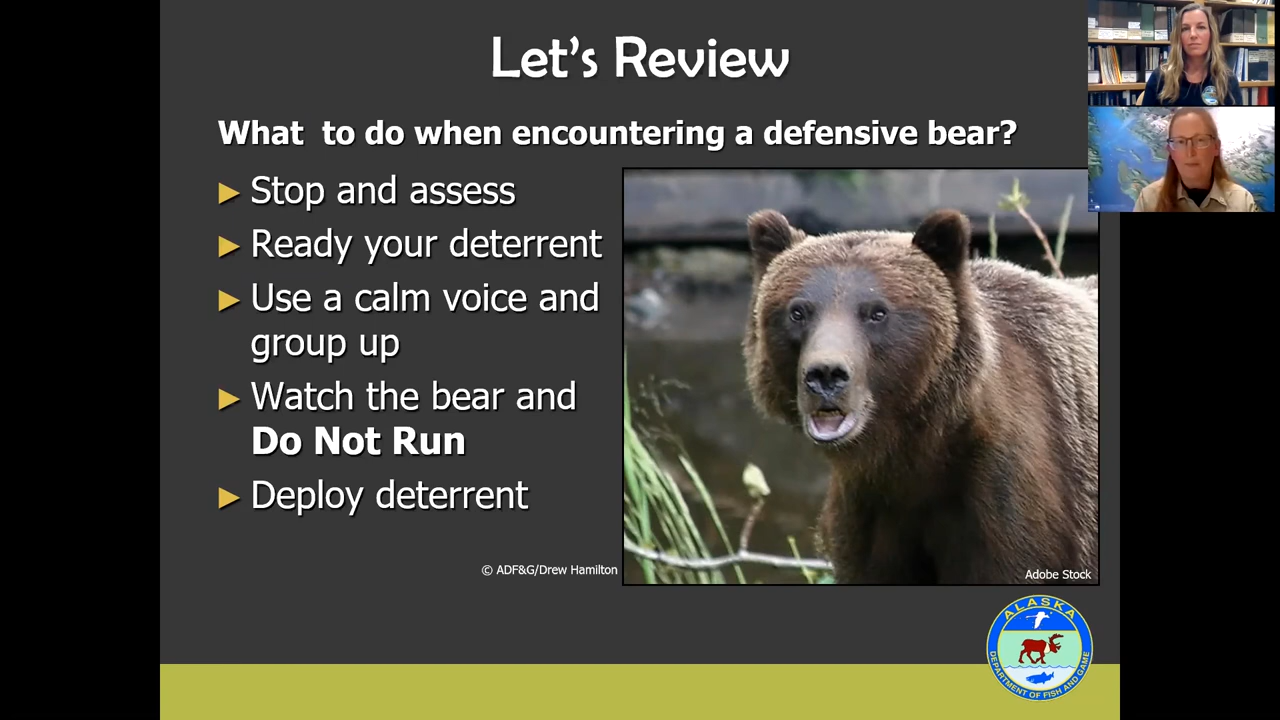 Let's Review
What  to do when encountering a defensive bear?
► Stop and assess
► Ready your deterrent
► Use a calm voice and
group up
► Watch the bear and
Do Not Run
► Deploy deterrent
© ADF&G/Drew Hamilton
Adobe Stock
ALASKA
DEPARTMENT OF FISH AND GAME